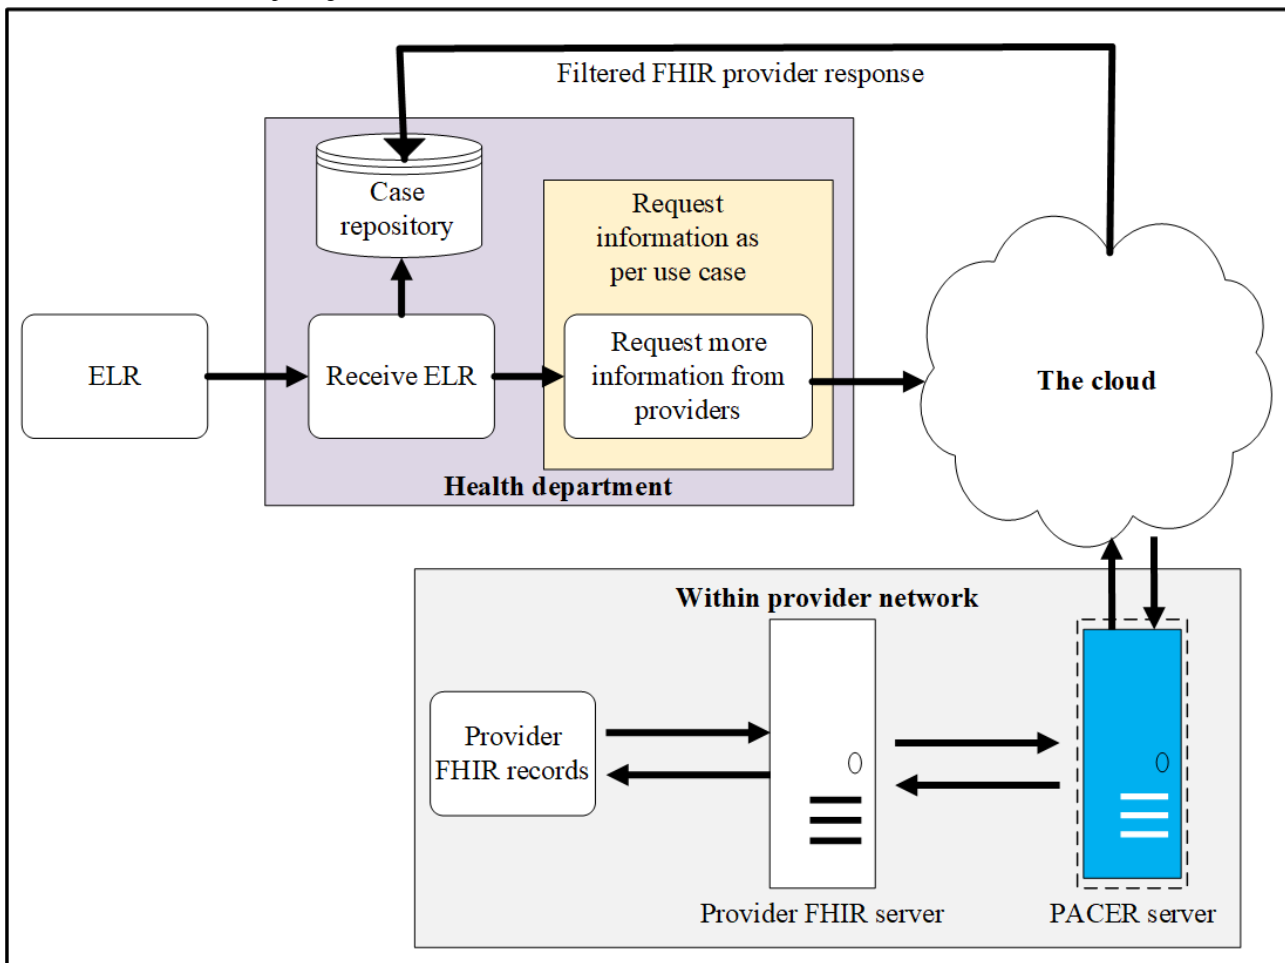 Filtered FHIR provider response
Case
repository
Request
information as
per use case
ELR
Receive ELR
Request more
information from
providers
The cloud
Health department
Within provider network
Provider
FHIR records
Provider FHIR server
PACER server